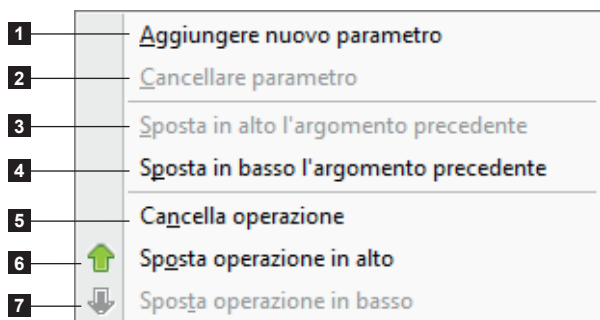 1 Aggiungere nuovo parametro
2 Cancellare parametro
3 Sposta in alto l'argomento precedente
4 Sposta in basso l'argomento precedente
5 Cancella operazione
6 Sposta operazione in alto
7 Sposta operazione in basso